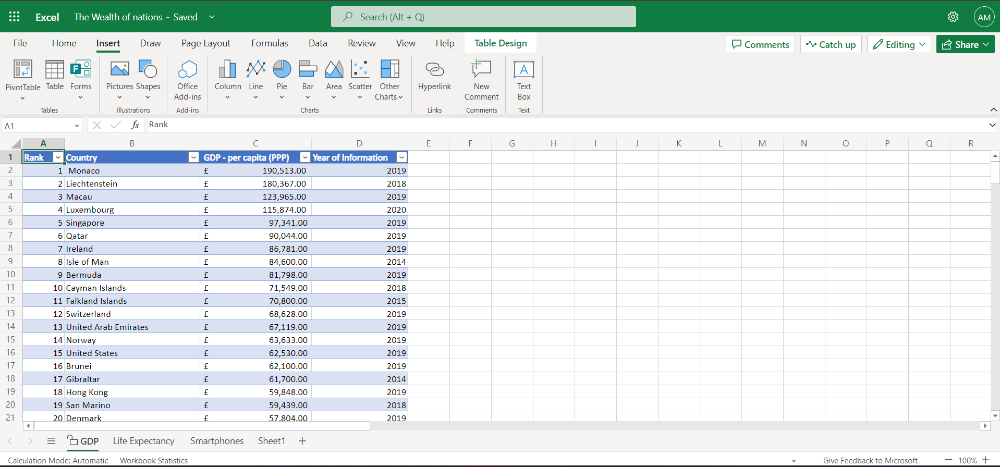 Excel The Wealth of nations - Saved Search (Alt + Q) AM
File Home Insert Draw Page Layout Formulas Data Review View Help Table Design Comments Catch up Editing Share
PivotTable Table Forms Pictures Shapes Office Add-ins Column Line Pie Bar Area Scatter Other Charts Hyperlink New Comment A Text Box
Tables Illustrations Add-ins Charts Links Comments Text
A1 fx Rank
A B C D E F G H I J K L M N O P Q R
1 Rank Country GDP - per capita (PPP) Year of Information
2 1 Monaco £ 190,513.00 2019
3 2 Liechtenstein £ 180,367.00 2018
4 3 Macau £ 123,965.00 2019
5 4 Luxembourg £ 115,874.00 2020
6 5 Singapore £ 97,341.00 2019
7 6 Qatar £ 90,044.00 2019
8 7 Ireland £ 86,781.00 2019
9 8 Isle of Man £ 84,600.00 2014
10 9 Bermuda £ 81,798.00 2019
11 10 Cayman Islands £ 71,549.00 2018
12 11 Falkland Islands £ 70,800.00 2015
13 12 Switzerland £ 68,628.00 2019
14 13 United Arab Emirates £ 67,119.00 2019
15 14 Norway £ 63,633.00 2019
16 15 United States £ 62,530.00 2019
17 16 Brunei £ 62,100.00 2019
18 17 Gibraltar £ 61,700.00 2014
19 18 Hong Kong £ 59,848.00 2019
20 19 San Marino £ 59,439.00 2018
21 20 Denmark £ 57,804.00 2019
GDP Life Expectancy Smartphones Sheet1
Calculation Mode: Automatic Workbook Statistics Give Feedback to Microsoft 100%